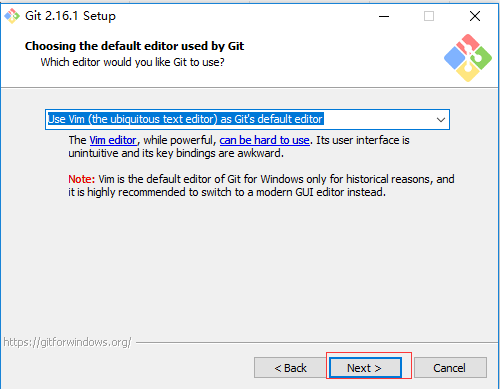 Git 2.16.1 Setup
Choosing the default editor used by Git
Which editor would you like Git to use?
Use Vim (the ubiquitous text editor) as Git's default editor
The Vim editor, while powerful, can be hard to use. Its user interface is
unintuitive and its key bindings are awkward.
Note: Vim is the default editor of Git for Windows only for historical reasons, and
it is highly recommended to switch to a modern GUI editor instead.
https://gitforwindows.org/
< Back
Next >
Cancel